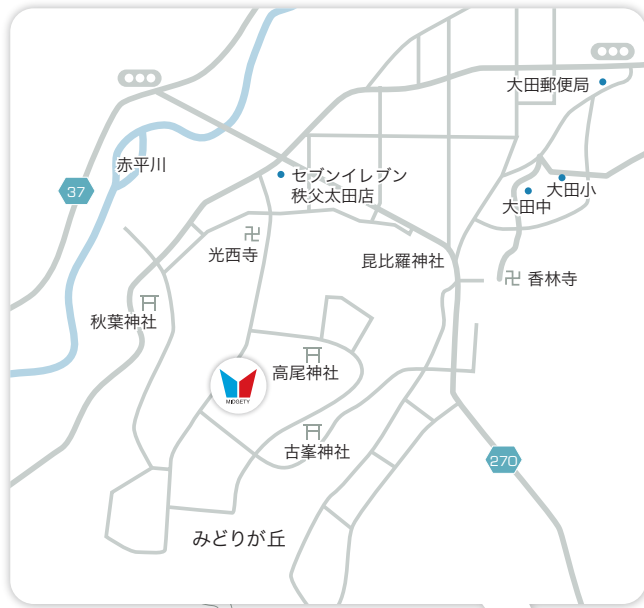 大田郵便局
赤平川
セブンイレブン
秩父太田店
37
大田小
大田中
光西寺
昆比羅神社
香林寺
秋葉神社
高尾神社
MIDGETY
古峯神社
270
みどりが丘